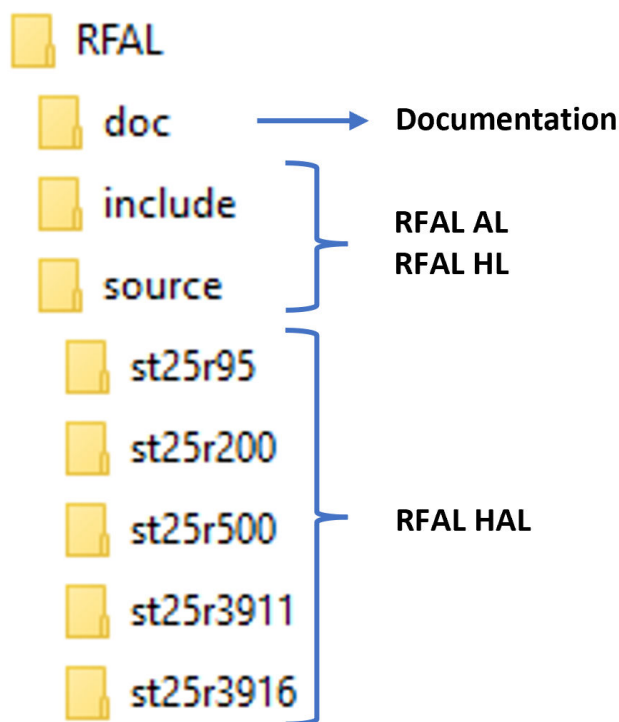 RFAL
doc
Documentation
include
source
RFAL AL
RFAL HL
st25r95
st25r200
st25r500
st25r3911
st25r3916
RFAL HAL